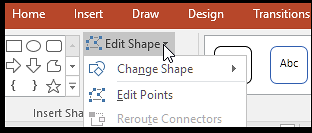 Home Insert Draw Design Transitions
Edit Shape
Abc
Change Shape
Edit Points
Insert Sha
Reroute Connectors